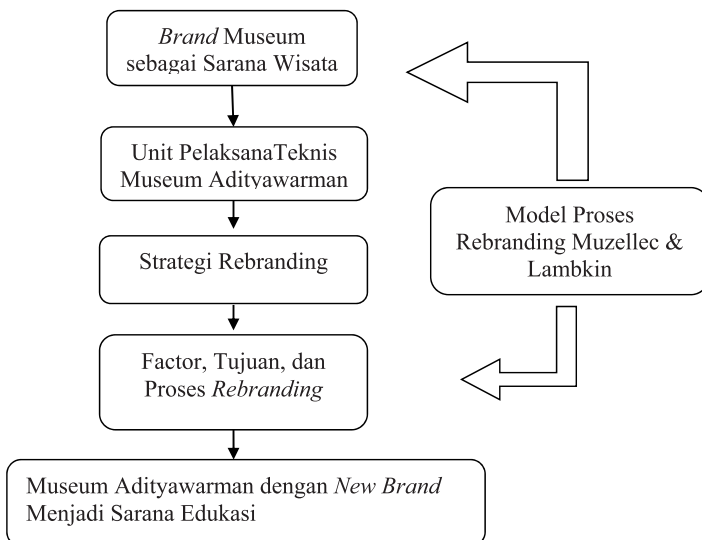 Brand Museum
sebagai Sarana Wisata
Unit PelaksanaTeknis
Museum Adityawarman
Strategi Rebranding
Factor, Tujuan, dan
Proses Rebranding
Museum Adityawarman dengan New Brand
Menjadi Sarana Edukasi
Model Proses
Rebranding Muzellec &
Lambkin